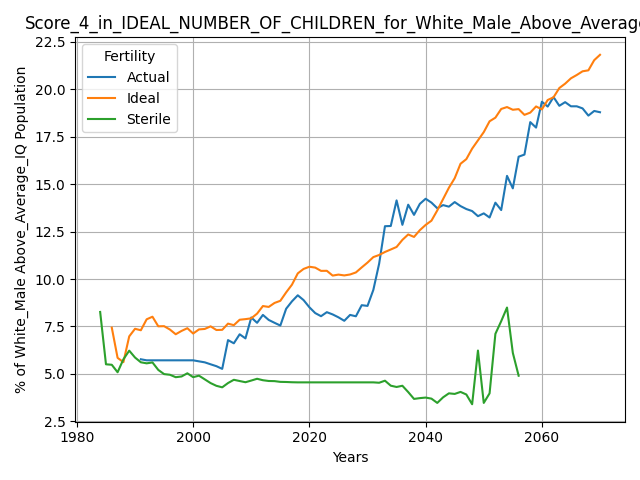 Score_4_in_IDEAL_NUMBER_OF_CHILDREN_for_White_Male_Above_Average
22.5
20.0
17.5
15.0
12.5
10.0
7.5
5.0
2.5
% of White_Male Above_Average_IQ Population
Fertility
Actual
Ideal
Sterile
1980
2000
2020
2040
2060
Years